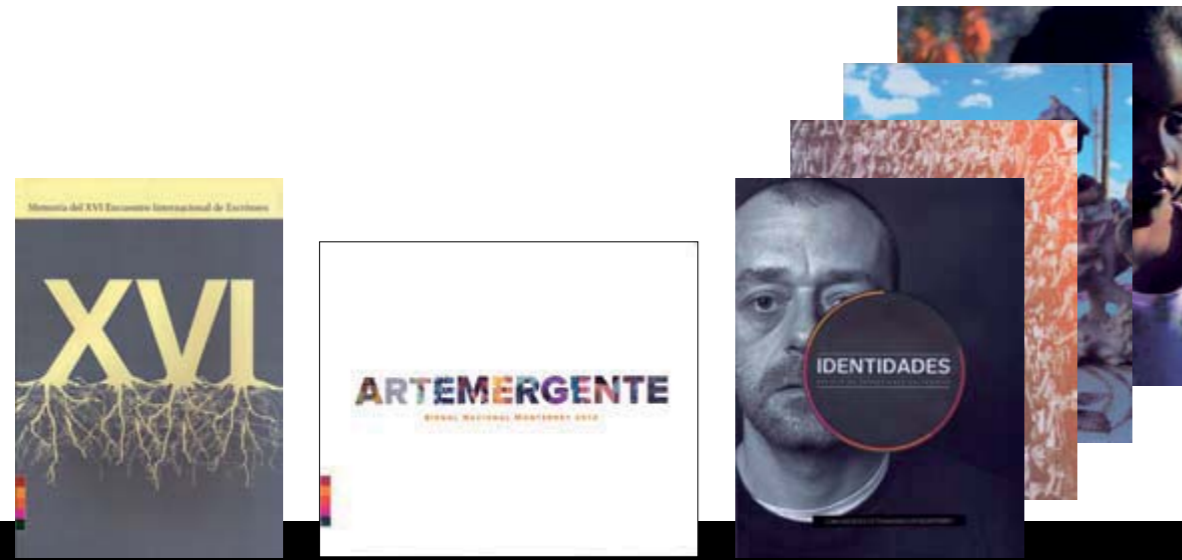 Memoria del XVI Encuentro Internacional de Escritores
XVI
ARTEMERGENTE
BIENAL NACIONAL MONTERREY 2012
IDENTIDADES